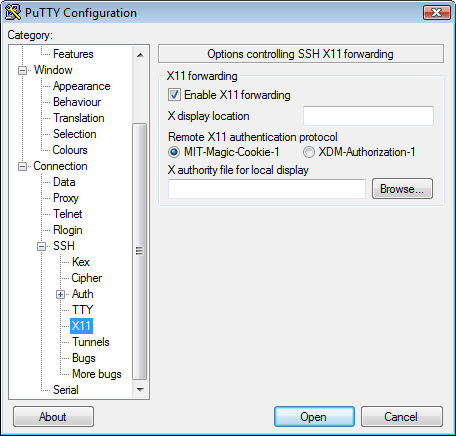 PuTTY Configuration
Category:
Features
Window
Appearance
Behaviour
Translation
Selection
Colours
Connection
Data
Proxy
Telnet
Rlogin
SSH
Kex
Cipher
Auth
TTY
X11
Tunnels
Bugs
More bugs
Serial
Options controlling SSH X11 forwarding
X11 forwarding
Enable X11 forwarding
X display location
Remote X11 authentication protocol
MIT-Magic-Cookie-1 XDM-Authorization-1
X authority file for local display
Browse...
About Open Cancel